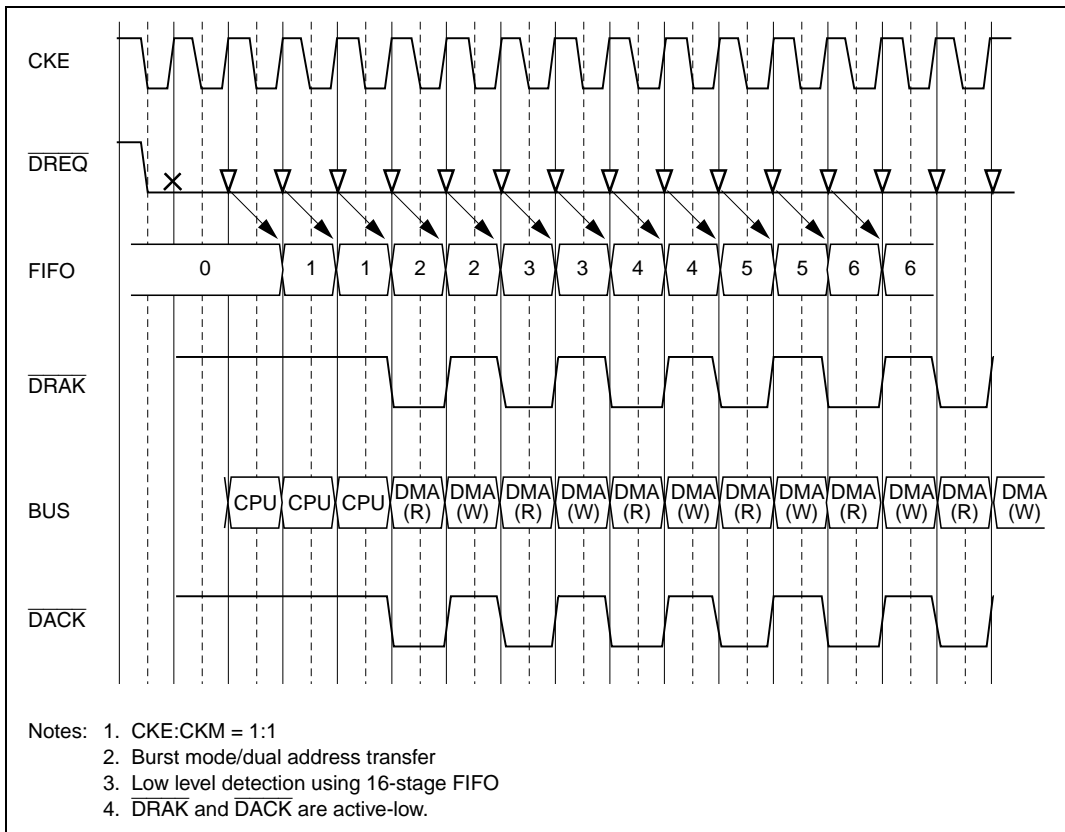 CKE
DREQ
FIFO 0 1 1 2 2 3 3 4 4 5 5 6 6
DRAK
BUS CPU CPU CPU DMA (R) DMA (W) DMA (R) DMA (W) DMA (R) DMA (W) DMA (R) DMA (W) DMA (R) DMA (W) DMA (R) DMA (W)
DACK
Notes: 1. CKE:CKM = 1:1
2. Burst mode/dual address transfer
3. Low level detection using 16-stage FIFO
4. DRAK and DACK are active-low.